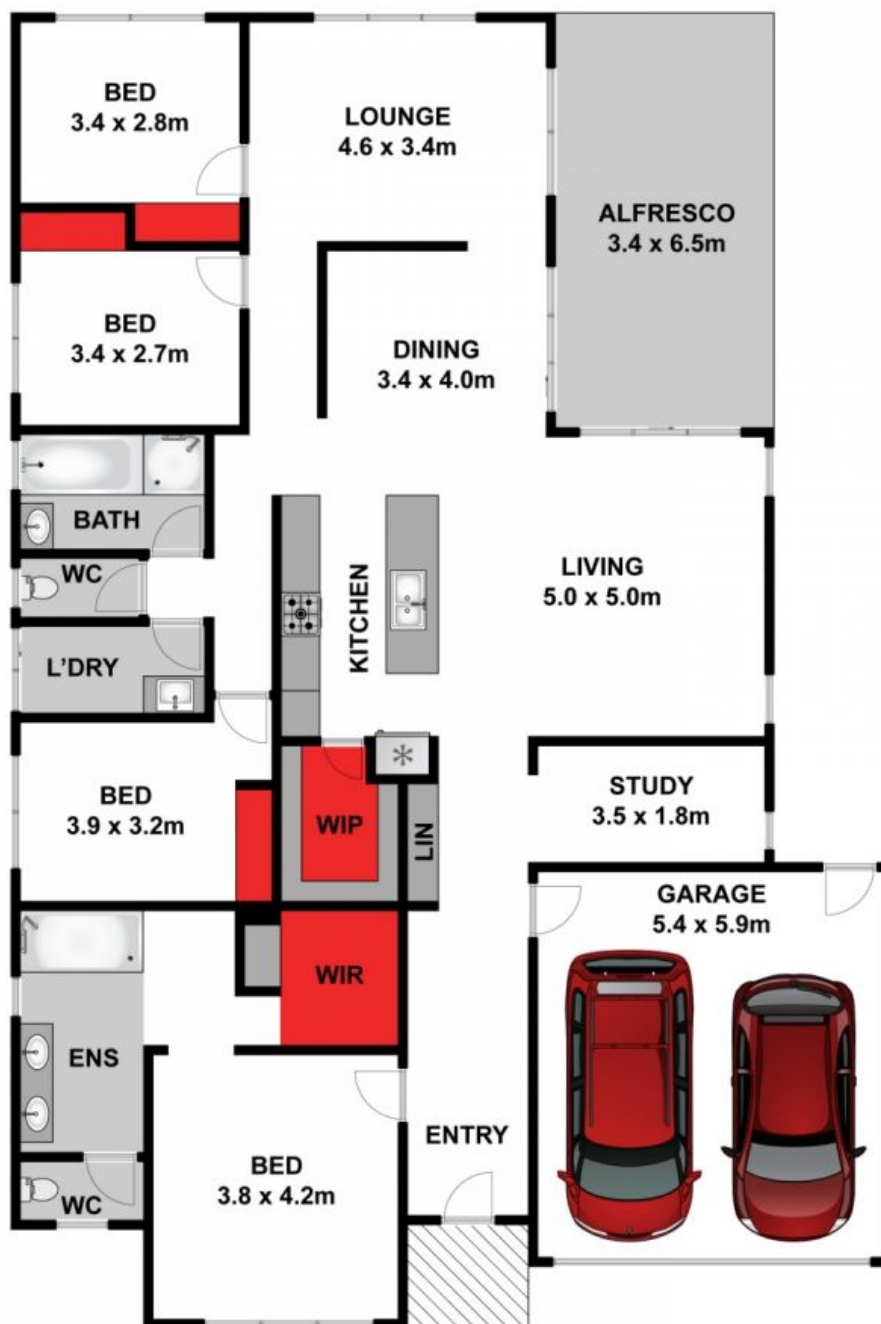 BED
3.4 x 2.8m
LOUNGE
4.6 x 3.4m
ALFRESCO
3.4 x 6.5m
BED
3.4 x 2.7m
DINING
3.4 x 4.0m
BATH
WC
L'DRY
KITCHEN
LIVING
5.0 x 5.0m
BED
3.9 x 3.2m
WIP
LIN
STUDY
3.5 x 1.8m
GARAGE
5.4 x 5.9m
WIR
ENS
WC
BED
3.8 x 4.2m
ENTRY